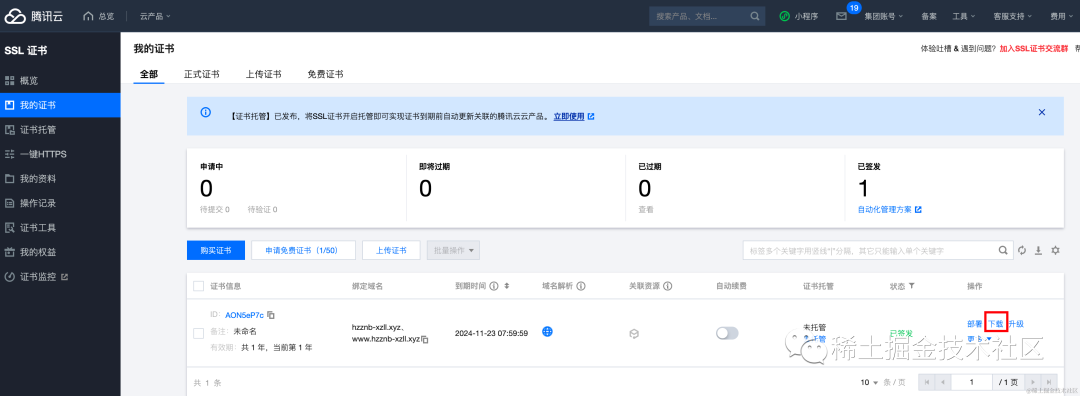 腾讯云 总览 云产品 搜索产品、文档... 小程序 19 集团账号 备案 工具 客服支持 费用
SSL 证书
概览
我的证书
证书托管
一键HTTPS
我的资料
操作记录
证书工具
我的权益
证书监控
我的证书 体验吐槽 & 遇到问题? 加入SSL证书交流群 帮
全部 正式证书 上传证书 免费证书
【证书托管】已发布，将SSL证书开启托管即可实现证书到期前自动更新关联的腾讯云云产品。 立即使用
申请中 即将过期 已过期 已签发
0 0 0 1
待提交 0 待验证 0 查看 自动化管理方案
购买证书 申请免费证书（1/50） 上传证书 批量操作 标签多个关键字用竖线"|"分隔，其它只能输入单个关键字
证书信息 绑定域名 到期时间 域名解析 关联资源 自动续费 证书托管 状态 操作
ID: AON5eP7c
备注: 未命名
有效期: 共 1 年，当前第 1 年
hzznb-xzll.xyz、
www.hzznb-xzll.xyz
2024-11-23 07:59:59
未托管
托管
已签发
部署 下载 升级
更多
共 1 条 10 条 / 页 1 / 1 页
稀土掘金技术社区
@稀土掘金技术社区